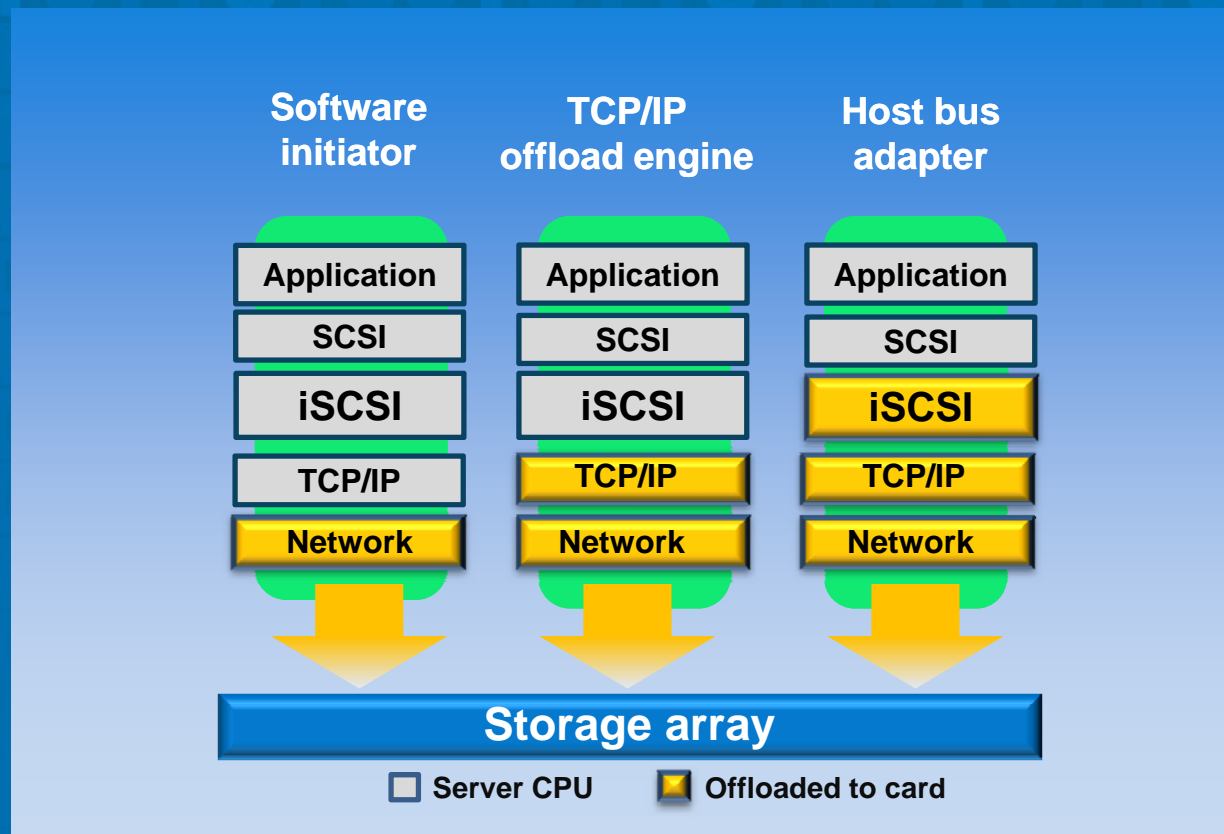 Software
initiator
TCP/IP
offload engine
Host bus
adapter
Application
SCSI
iSCSI
TCP/IP
Network
Application
SCSI
iSCSI
TCP/IP
Network
Application
SCSI
iSCSI
TCP/IP
Network
Storage array
Server CPU
Offloaded to card